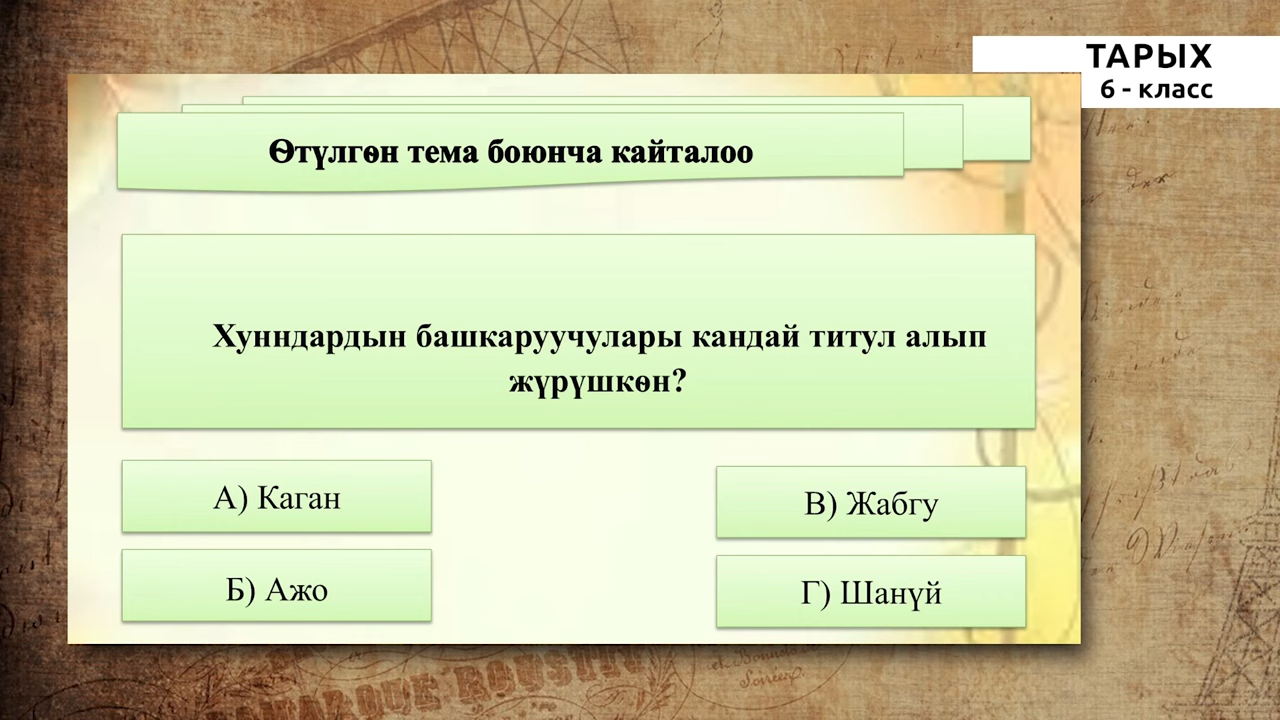 ТАРЫХ
6 - класс
Өтүлгөн тема боюнча кайталоо
Хунндардын башкаруучулары кандай титул алып
жүрүшкөн?
А) Каган
В) Жабгу
Б) Ажо
Г) Шанүй